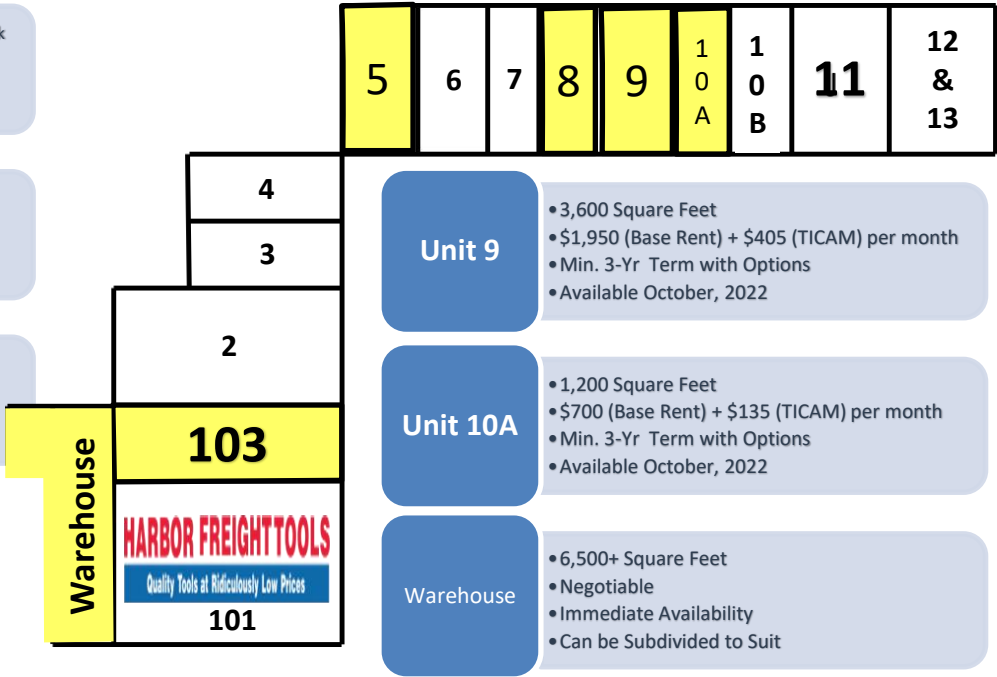 k
5
6
7
8
9
10A
10B
11
12
&
13
4
3
2
103
Warehouse
HARBOR FREIGHT TOOLS
Quality Tools at Ridiculously Low Prices
101
Unit 9
•3,600 Square Feet
•$1,950 (Base Rent) + $405 (TICAM) per month
•Min. 3-Yr Term with Options
•Available October, 2022
Unit 10A
•1,200 Square Feet
•$700 (Base Rent) + $135 (TICAM) per month
•Min. 3-Yr Term with Options
•Available October, 2022
Warehouse
•6,500+ Square Feet
•Negotiable
•Immediate Availability
•Can be Subdivided to Suit